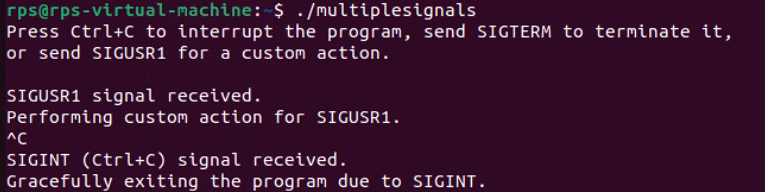 rps@rps-virtual-machine:~$ ./multiplesignals
Press Ctrl+C to interrupt the program, send SIGTERM to terminate it,
or send SIGUSR1 for a custom action.
SIGUSR1 signal received.
Performing custom action for SIGUSR1.
^C
SIGINT (Ctrl+C) signal received.
Gracefully exiting the program due to SIGINT.